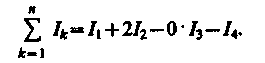 n
∑ I_k = I_1 + 2I_2 − 0 · I_3 − I_4.
k=1